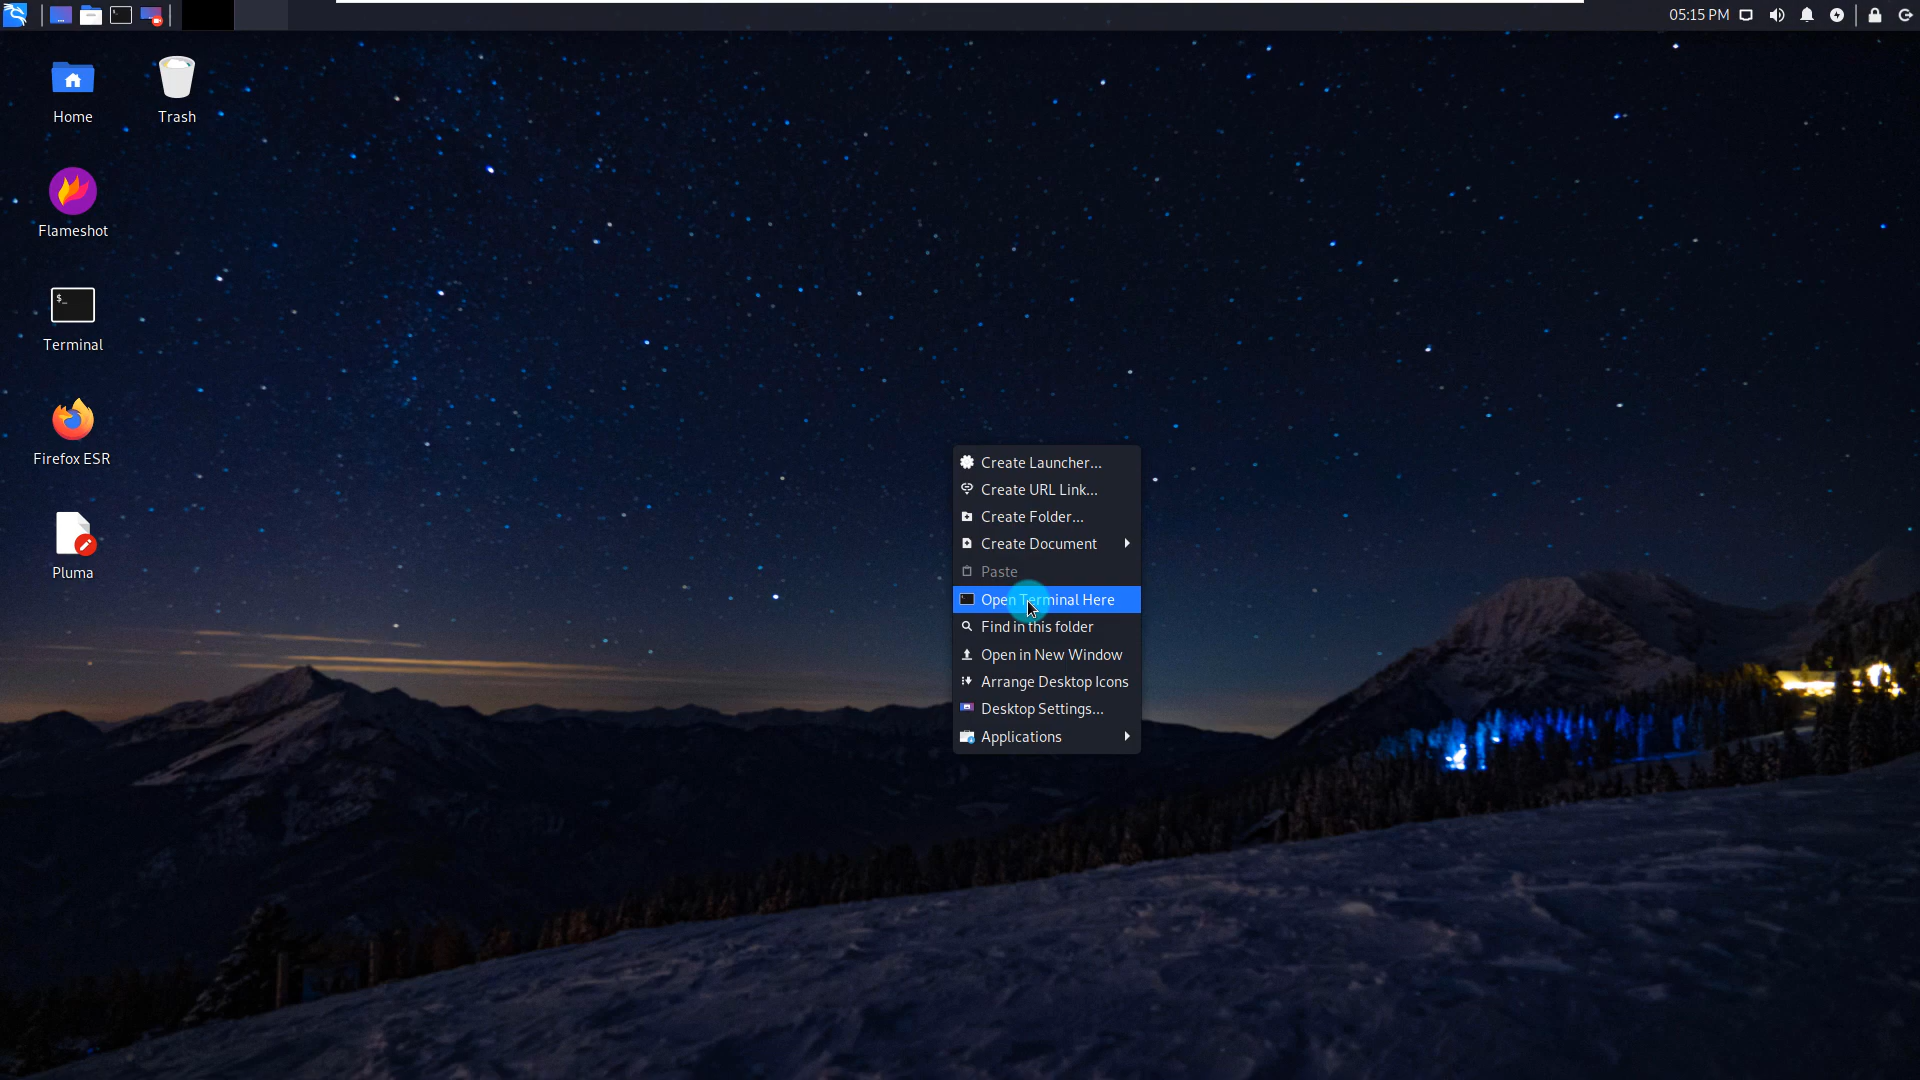 05:15 PM
Home
Trash
Flameshot
$_
Terminal
Firefox ESR
Pluma
Create Launcher...
Create URL Link...
Create Folder...
Create Document
Paste
Open Terminal Here
Find in this folder
Open in New Window
Arrange Desktop Icons
Desktop Settings...
Applications